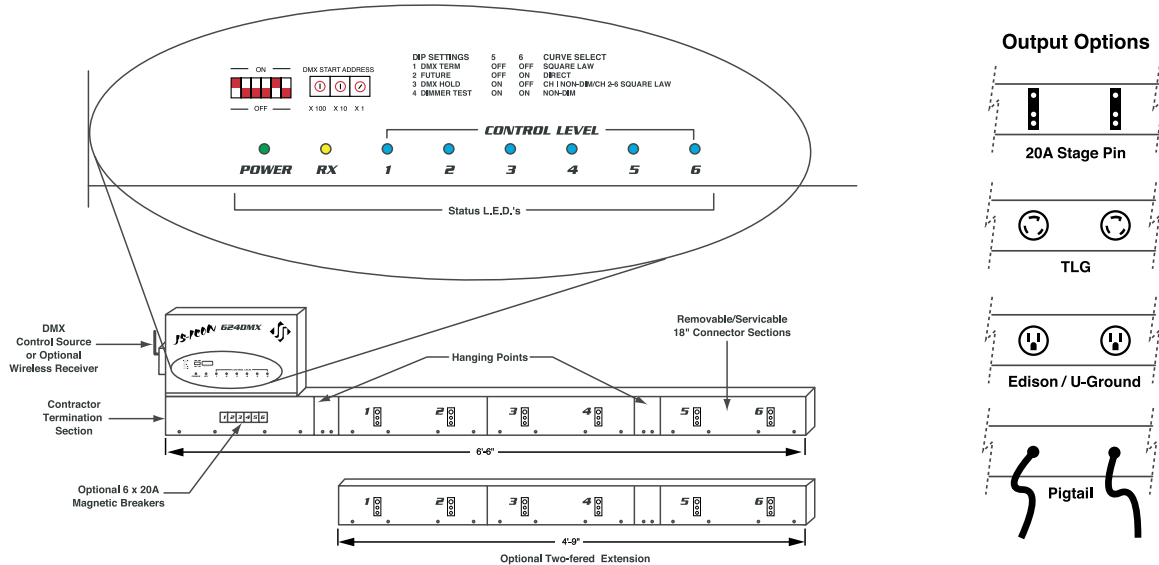 ON
OFF
DMX START ADDRESS
X 100 X 10 X 1
DIP SETTINGS 5 6 CURVE SELECT
1 DMX TERM OFF OFF SQUARE LAW
2 FUTURE OFF ON DIRECT
3 DMX HOLD ON OFF CH I NON-DIM/CH 2-6 SQUARE LAW
4 DIMMER TEST ON ON NON-DIM
CONTROL LEVEL
POWER RX 1 2 3 4 5 6
Status L.E.D.'s
DMX
Control Source
or Optional
Wireless Receiver
JS-ICON 624DMX
Removable/Servicable
18" Connector Sections
Hanging Points
Contractor
Termination
Section
1 2 3 4 5 6
1 2 3 4 5 6
6'-6"
Optional 6 x 20A
Magnetic Breakers
1 2 3 4 5 6
4'-9"
Optional Two-fered Extension
Output Options
20A Stage Pin
TLG
Edison / U-Ground
Pigtail